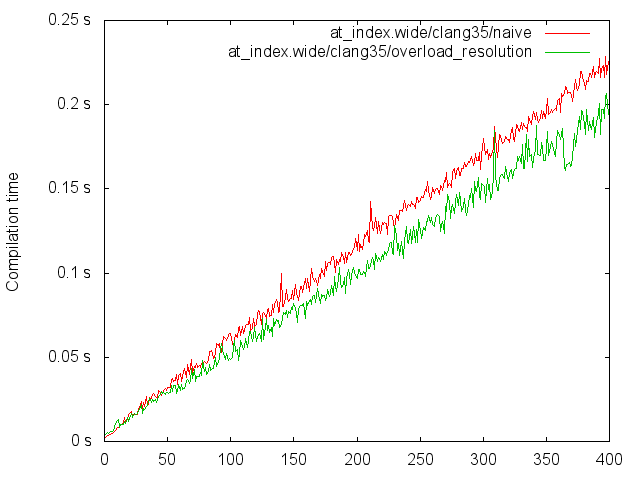 0.25 s
at_index.wide/clang35/naive
at_index.wide/clang35/overload_resolution
0.2 s
0.15 s
Compilation time
0.1 s
0.05 s
0 s
0 50 100 150 200 250 300 350 400